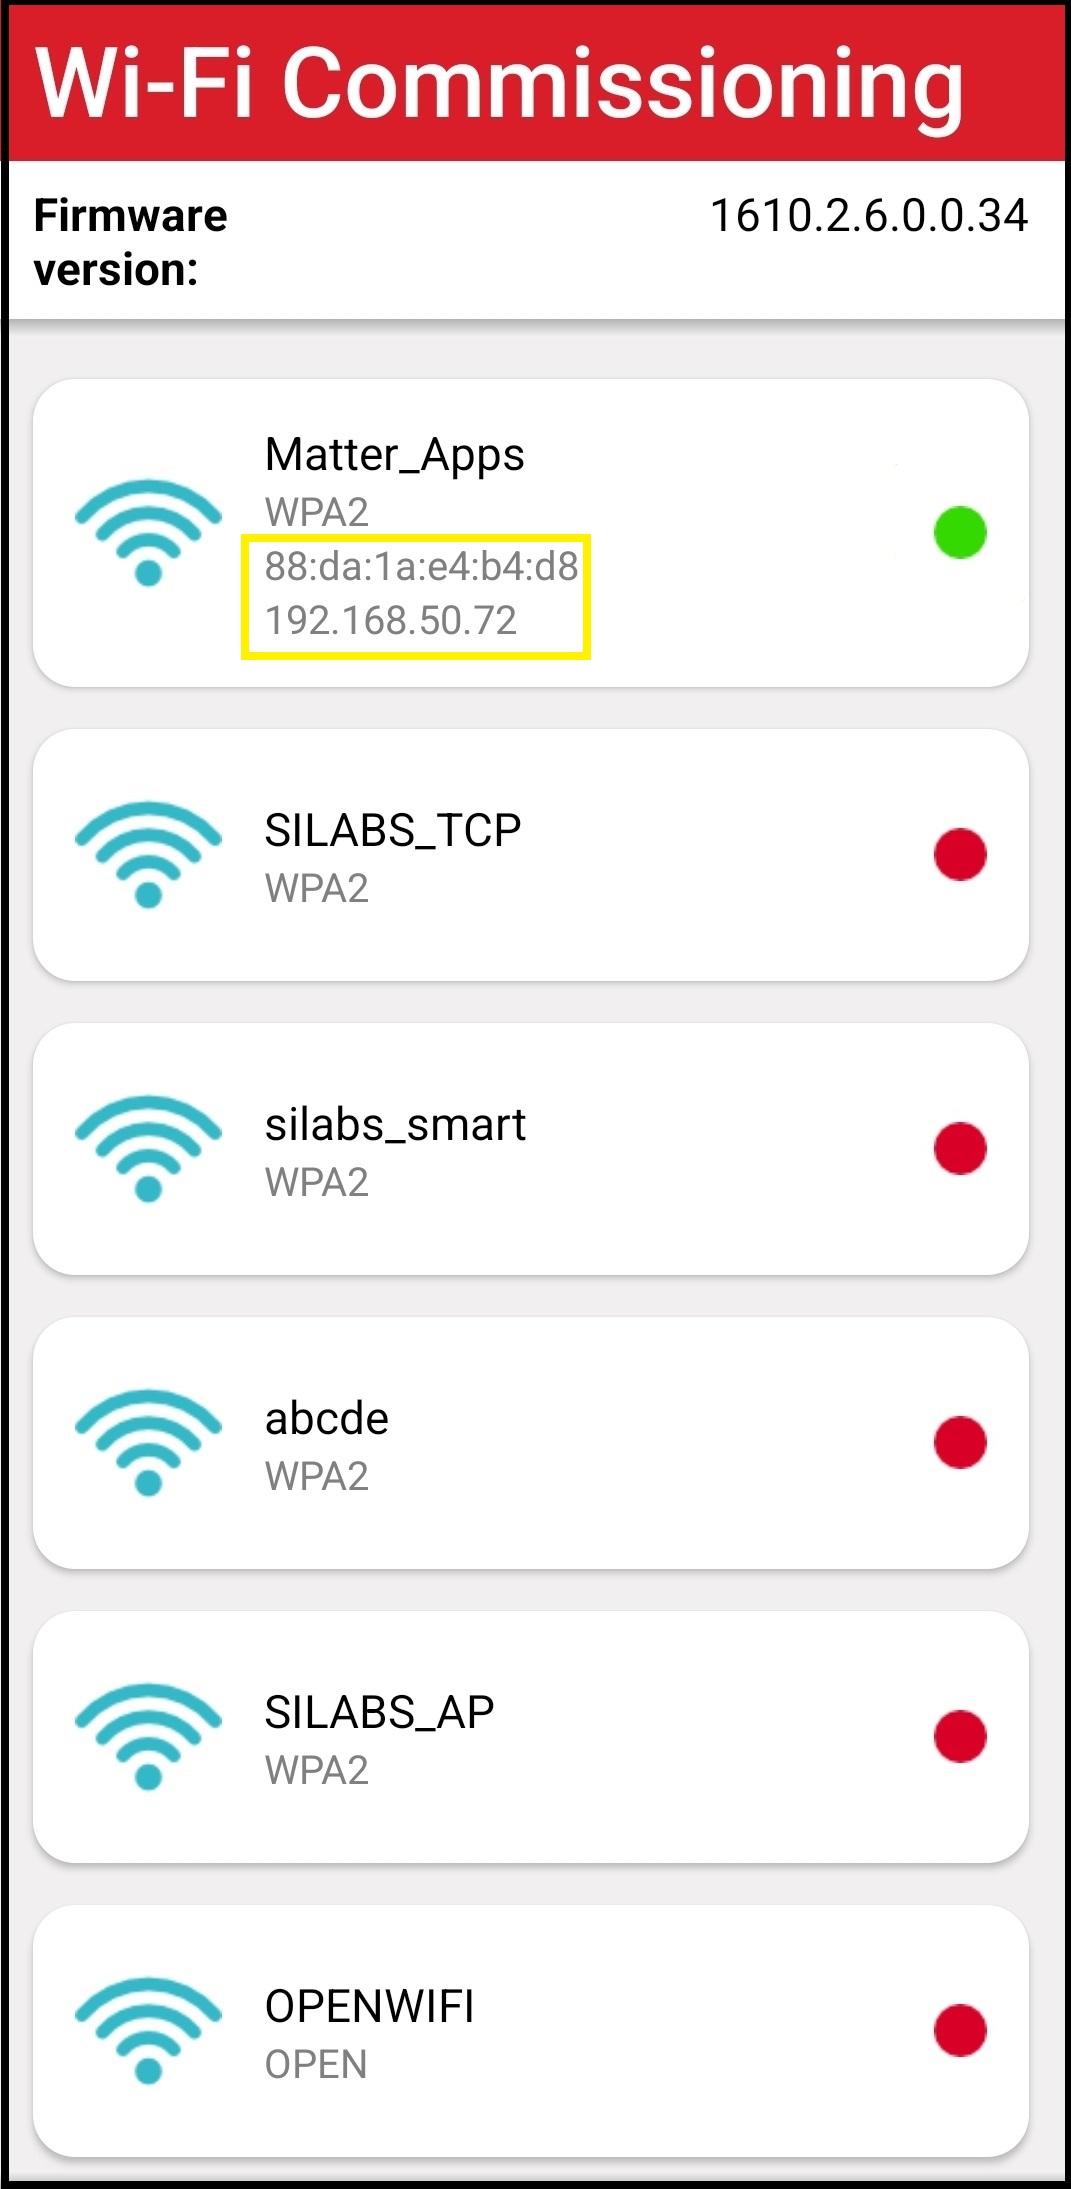 Wi-Fi Commissioning
Firmware
version:
1610.2.6.0.0.34
Matter_Apps
WPA2
88:da:1a:e4:b4:d8
192.168.50.72
SILABS_TCP
WPA2
silabs_smart
WPA2
abcde
WPA2
SILABS_AP
WPA2
OPENWIFI
OPEN